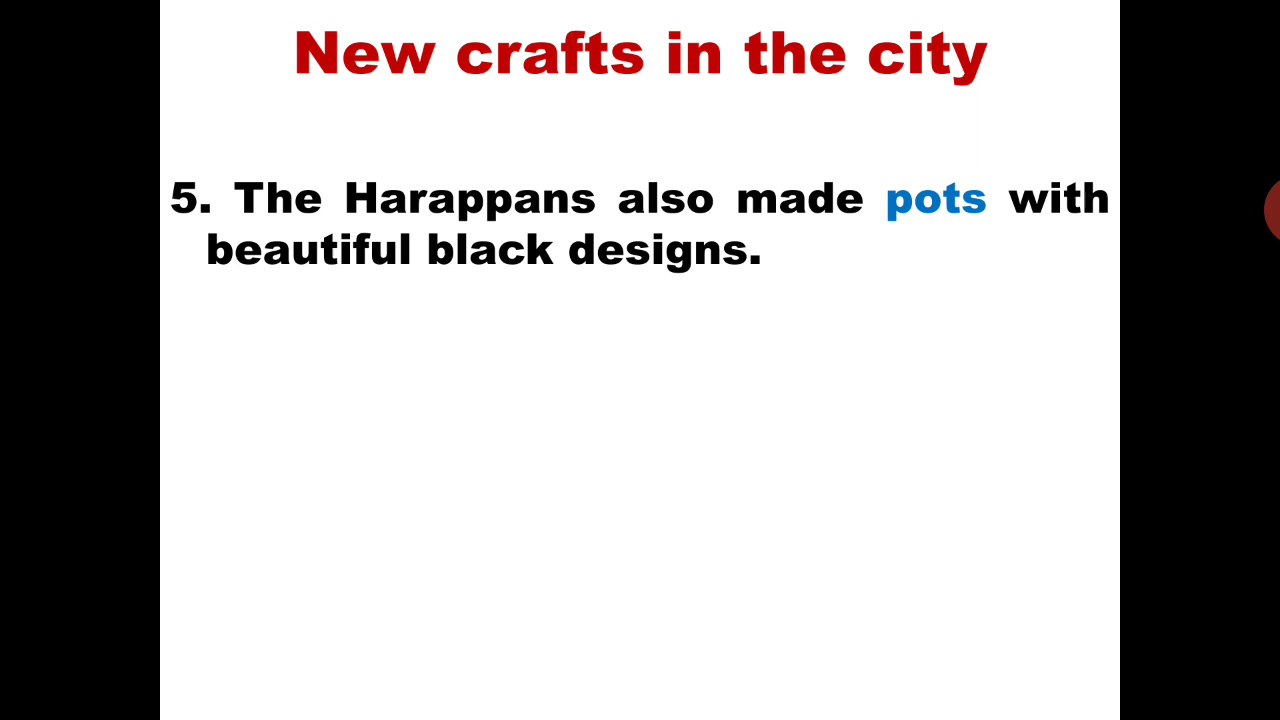 New crafts in the city
5. The Harappans also made pots with
beautiful black designs.